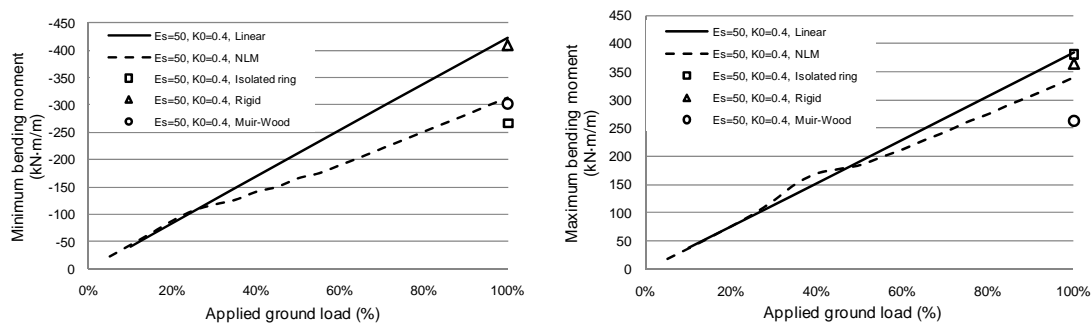 Minimum bending moment
(kN·m/m)
-450
-400
-350
-300
-250
-200
-150
-100
-50
0
0% 20% 40% 60% 80% 100%
Applied ground load (%)
Es=50, K0=0.4, Linear
Es=50, K0=0.4, NLM
Es=50, K0=0.4, Isolated ring
Es=50, K0=0.4, Rigid
Es=50, K0=0.4, Muir-Wood
Maximum bending moment
(kN·m/m)
450
400
350
300
250
200
150
100
50
0
0% 20% 40% 60% 80% 100%
Applied ground load (%)
Es=50, K0=0.4, Linear
Es=50, K0=0.4, NLM
Es=50, K0=0.4, Isolated ring
Es=50, K0=0.4, Rigid
Es=50, K0=0.4, Muir-Wood